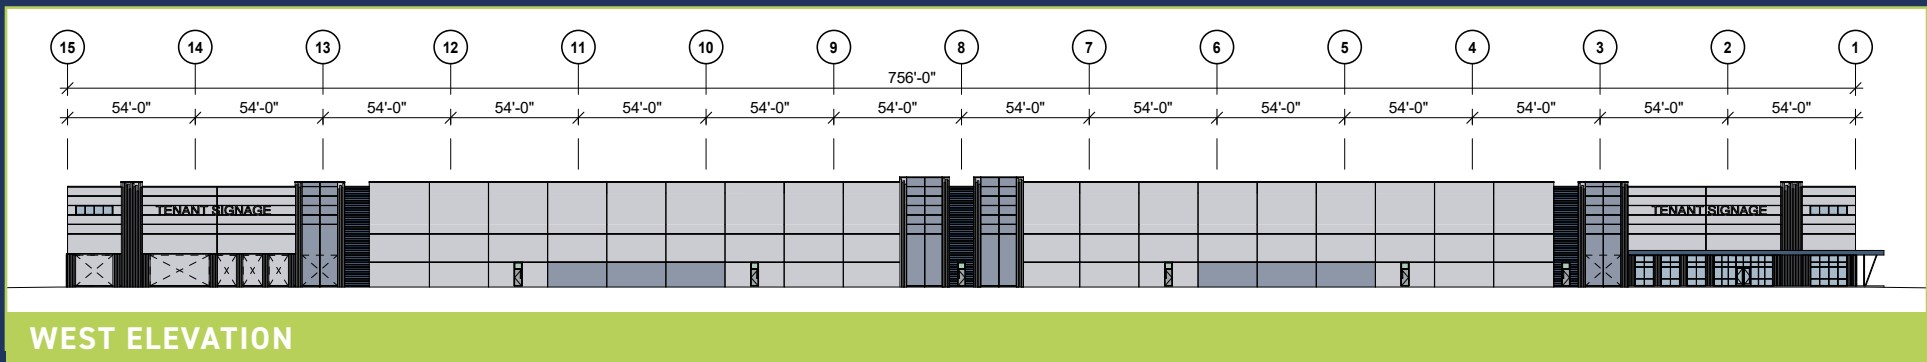 15 14 13 12 11 10 9 8 7 6 5 4 3 2 1
756'-0"
54'-0" 54'-0" 54'-0" 54'-0" 54'-0" 54'-0" 54'-0" 54'-0" 54'-0" 54'-0" 54'-0" 54'-0" 54'-0" 54'-0"
TENANT SIGNAGE TENANT SIGNAGE
WEST ELEVATION